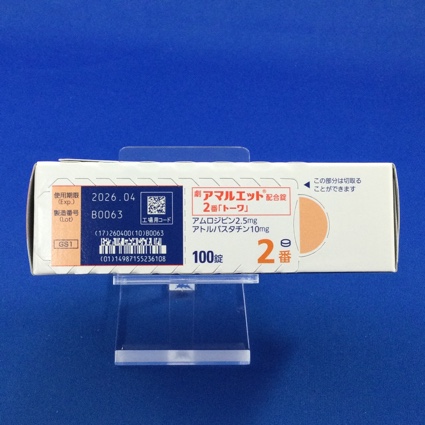 使用期限
(Exp.)
2026.04
製造番号
(Lot)
B0063
工場用コード
GS1
(17)260400(10)B0063
(01)14987155236108
劇 アマルエット®配合錠
2番「トーワ」
アムロジピン2.5mg
アトルバスタチン10mg
100錠
2番
この部分は切取る
ことができます